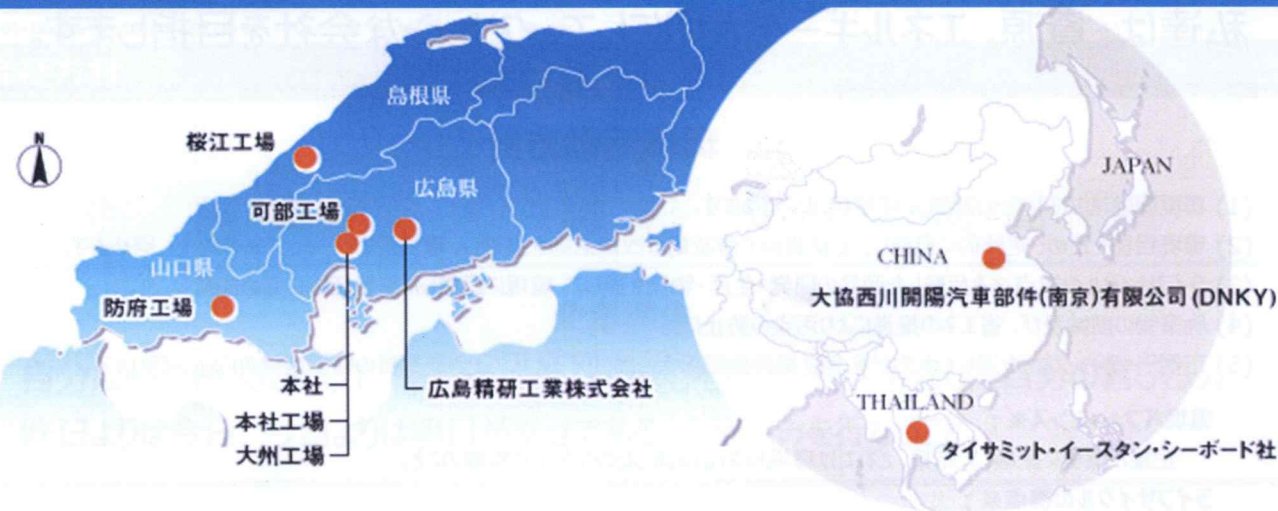 島根県
桜江工場
N
広島県
可部工場
山口県
防府工場
本社
本社工場
大州工場
広島精研工業株式会社
JAPAN
CHINA
大協西川開陽汽車部件(南京)有限公司(DNKY)
THAILAND
タイサミット・イースタン・シーボード社